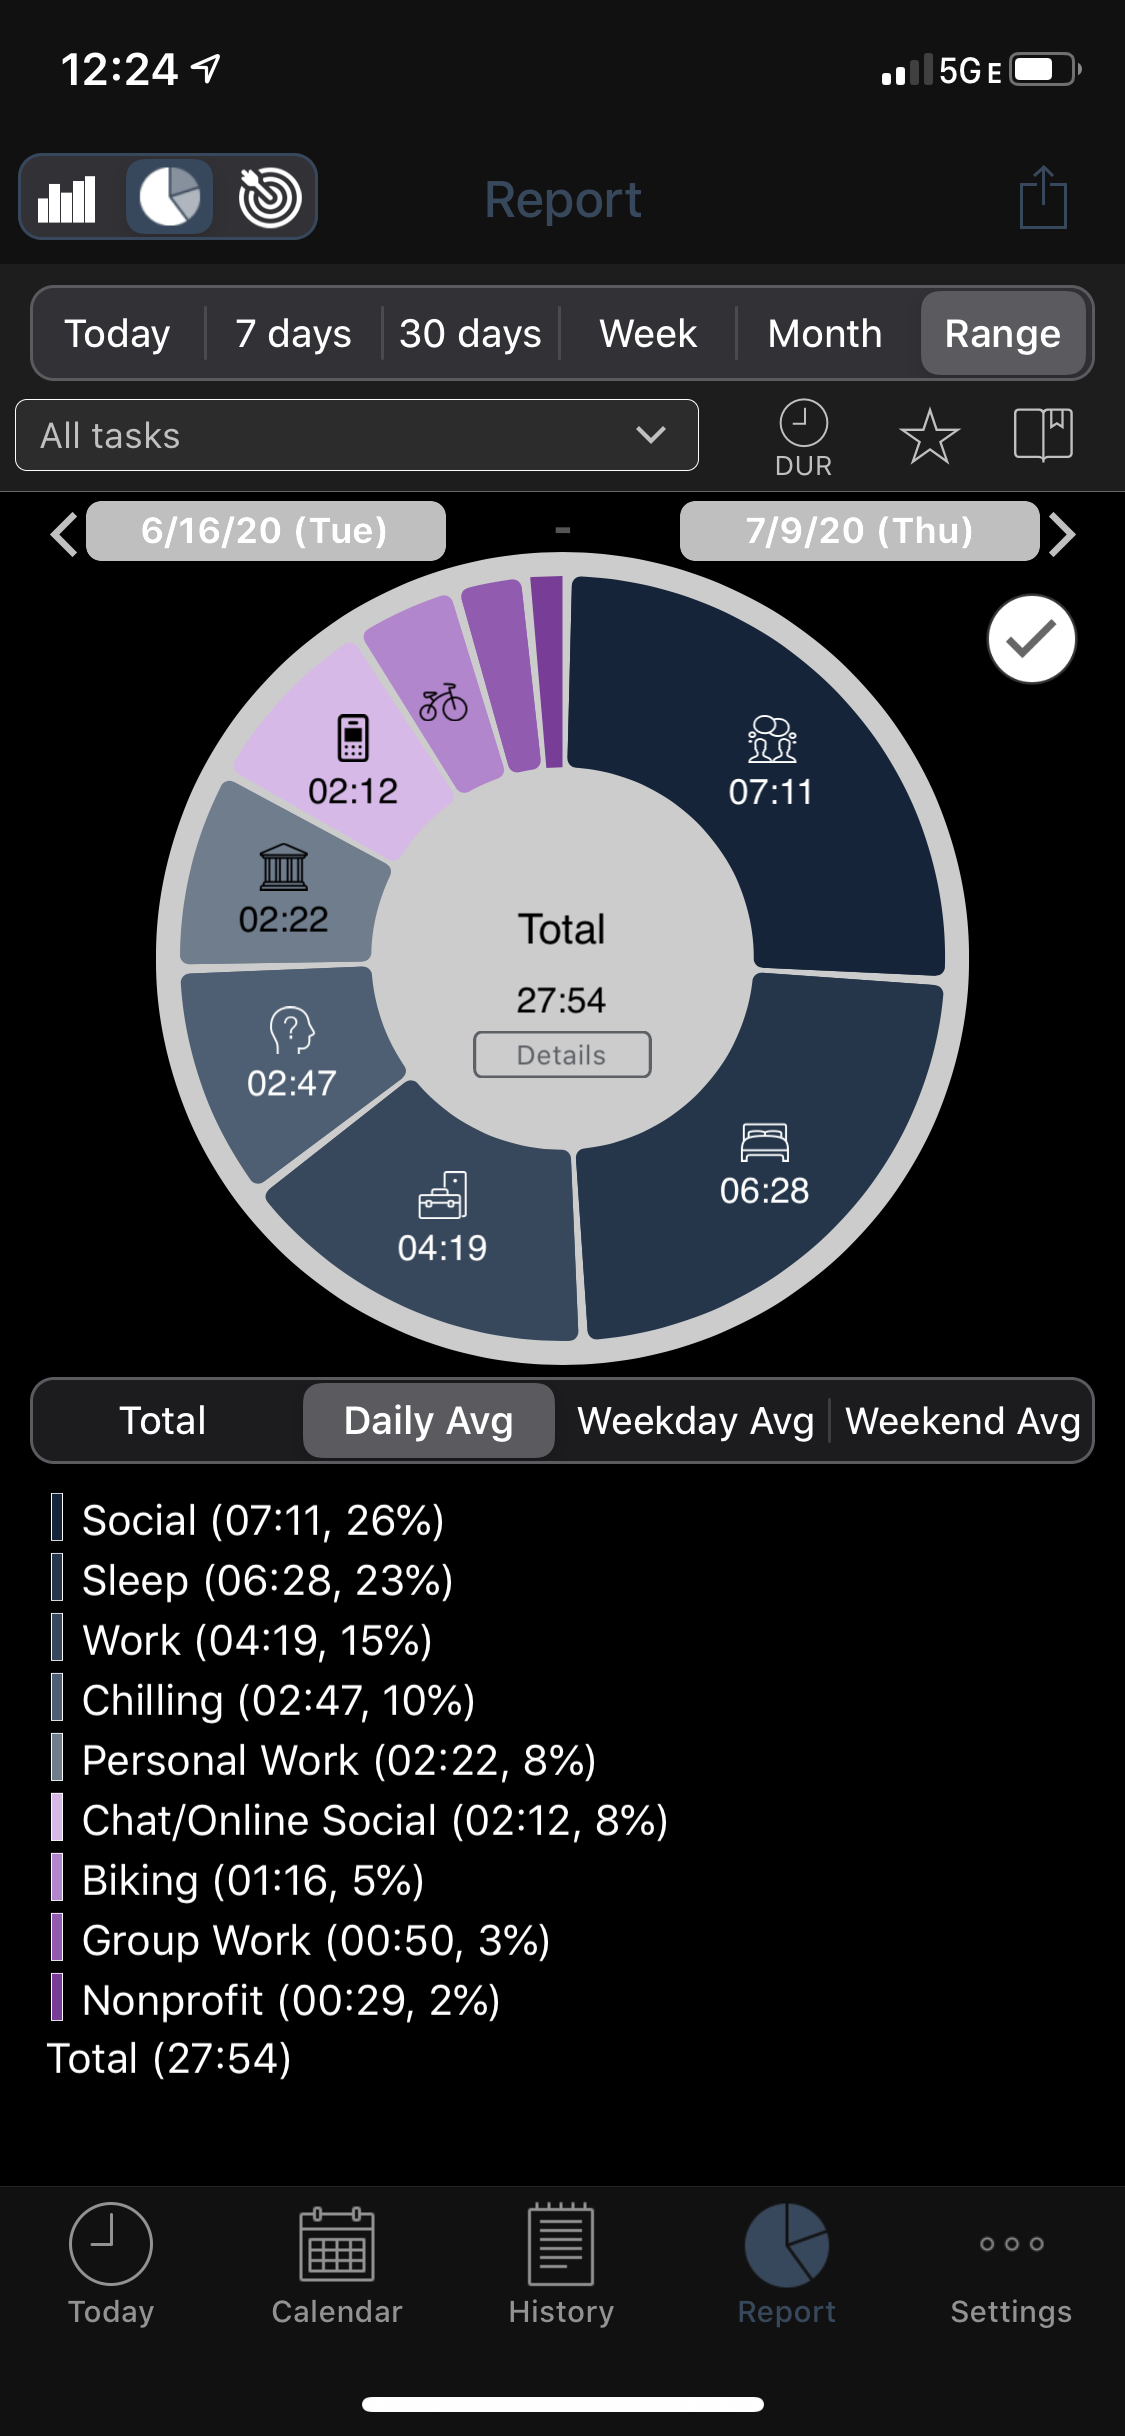 12:24 5G E
Report
Today 7 days 30 days Week Month Range
All tasks
DUR
6/16/20 (Tue) - 7/9/20 (Thu)
07:11
02:12
02:22
Total
27:54
Details
02:47
06:28
04:19
Total Daily Avg Weekday Avg Weekend Avg
Social (07:11, 26%)
Sleep (06:28, 23%)
Work (04:19, 15%)
Chilling (02:47, 10%)
Personal Work (02:22, 8%)
Chat/Online Social (02:12, 8%)
Biking (01:16, 5%)
Group Work (00:50, 3%)
Nonprofit (00:29, 2%)
Total (27:54)
Today Calendar History Report Settings